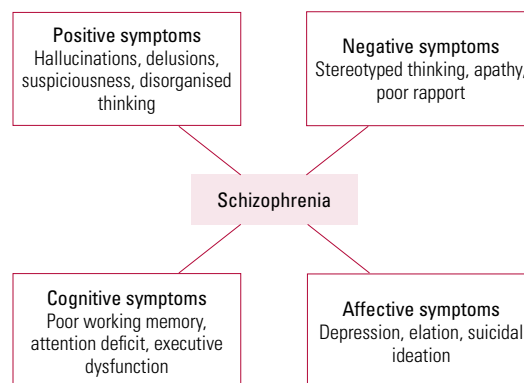 Positive symptoms
Hallucinations, delusions,
suspiciousness, disorganised
thinking
Negative symptoms
Stereotyped thinking, apathy,
poor rapport
Schizophrenia
Cognitive symptoms
Poor working memory,
attention deficit, executive
dysfunction
Affective symptoms
Depression, elation, suicidal
ideation